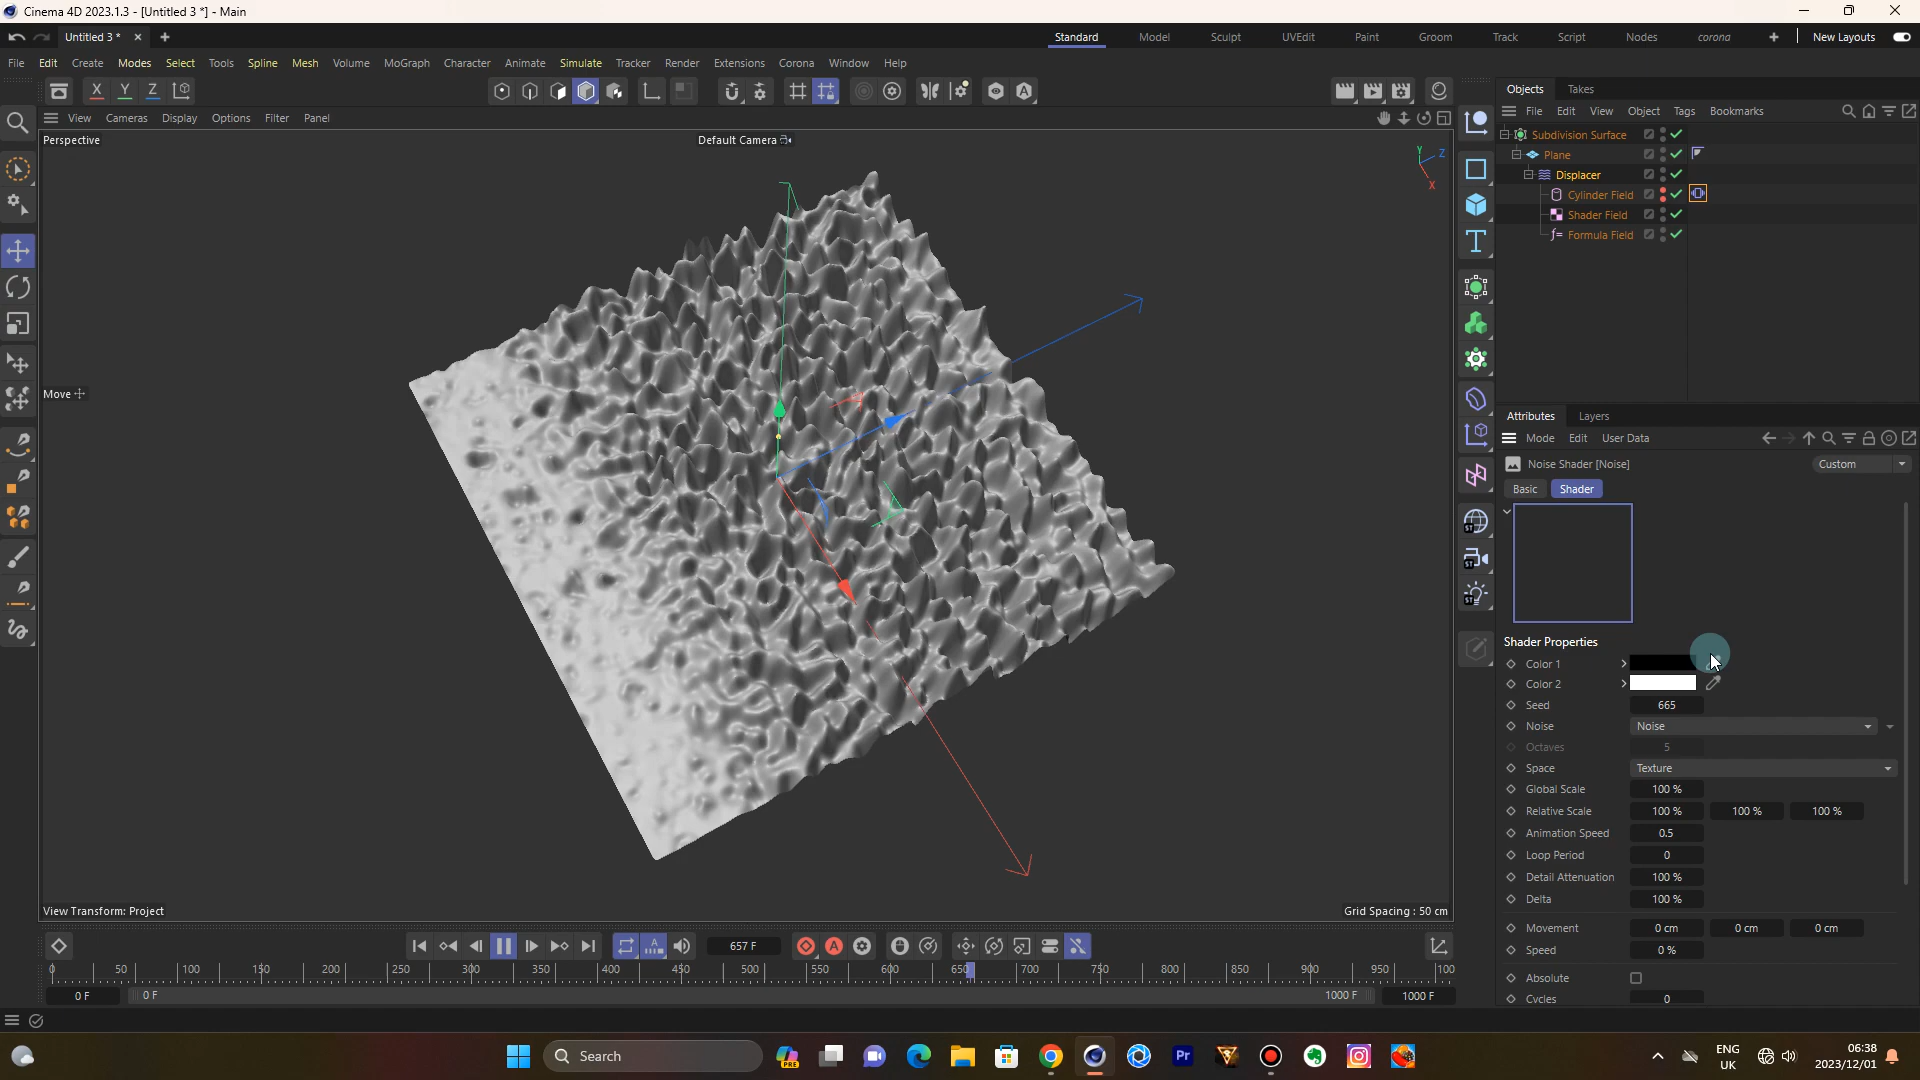 Cinema 4D 2023.1.3 - [Untitled 3 *] - Main
Untitled 3 *
Standard Model Sculpt UVEdit Paint Groom Track Script Nodes corona New Layouts
File Edit Create Modes Select Tools Spline Mesh Volume MoGraph Character Animate Simulate Tracker Render Extensions Corona Window Help
X Y Z
Objects Takes
File Edit View Object Tags Bookmarks
View Cameras Display Options Filter Panel
Perspective
Default Camera
Y Z X
Subdivision Surface
Plane
Displacer
Cylinder Field
Shader Field
Formula Field
Move
Attributes Layers
Mode Edit User Data
Noise Shader [Noise]
Custom
Basic Shader
Shader Properties
Color 1
Color 2
Seed 665
Noise Noise
Octaves 5
Space Texture
Global Scale 100 %
Relative Scale 100 % 100 % 100 %
Animation Speed 0.5
Loop Period 0
Detail Attenuation 100 %
Delta 100 %
Movement 0 cm 0 cm 0 cm
Speed 0 %
Absolute
Cycles 0
View Transform: Project
Grid Spacing : 50 cm
657 F
0 50 100 150 200 250 300 350 400 450 500 550 600 650 700 750 800 850 900 950 100
0 F 0 F 1000 F 1000 F
Search
PRE
Pr
ENG
UK
06:38
2023/12/01